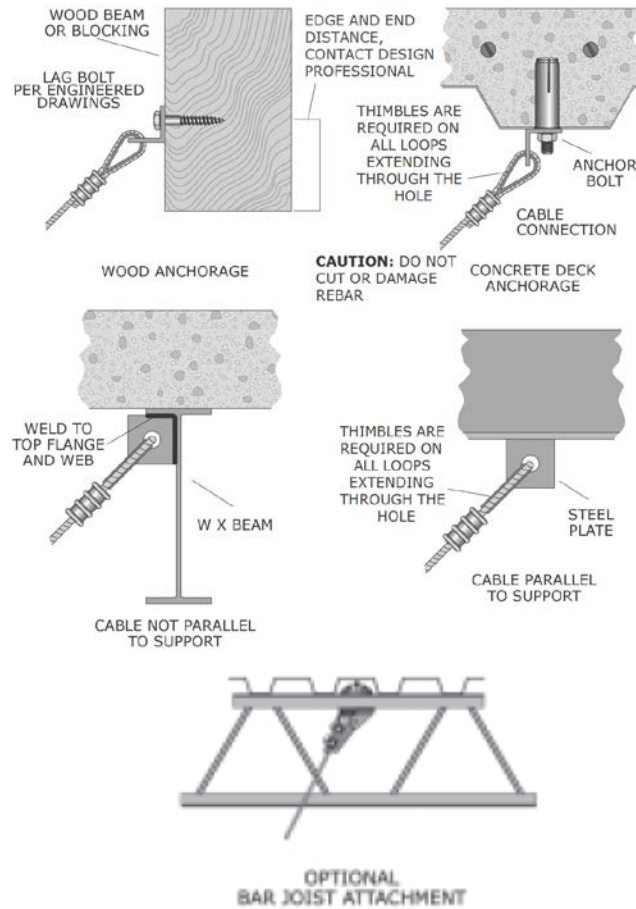 WOOD BEAM
OR BLOCKING
LAG BOLT
PER ENGINEERED
DRAWINGS
EDGE AND END
DISTANCE,
CONTACT DESIGN
PROFESSIONAL
WOOD ANCHORAGE
THIMBLES ARE
REQUIRED ON
ALL LOOPS
EXTENDING
THROUGH THE
HOLE
ANCHOR
BOLT
CABLE
CONNECTION
CAUTION: DO NOT
CUT OR DAMAGE
REBAR
CONCRETE DECK
ANCHORAGE
WELD TO
TOP FLANGE
AND WEB
W X BEAM
CABLE NOT PARALLEL
TO SUPPORT
THIMBLES ARE
REQUIRED ON
ALL LOOPS
EXTENDING
THROUGH THE
HOLE
STEEL
PLATE
CABLE PARALLEL
TO SUPPORT
OPTIONAL
BAR JOIST ATTACHMENT